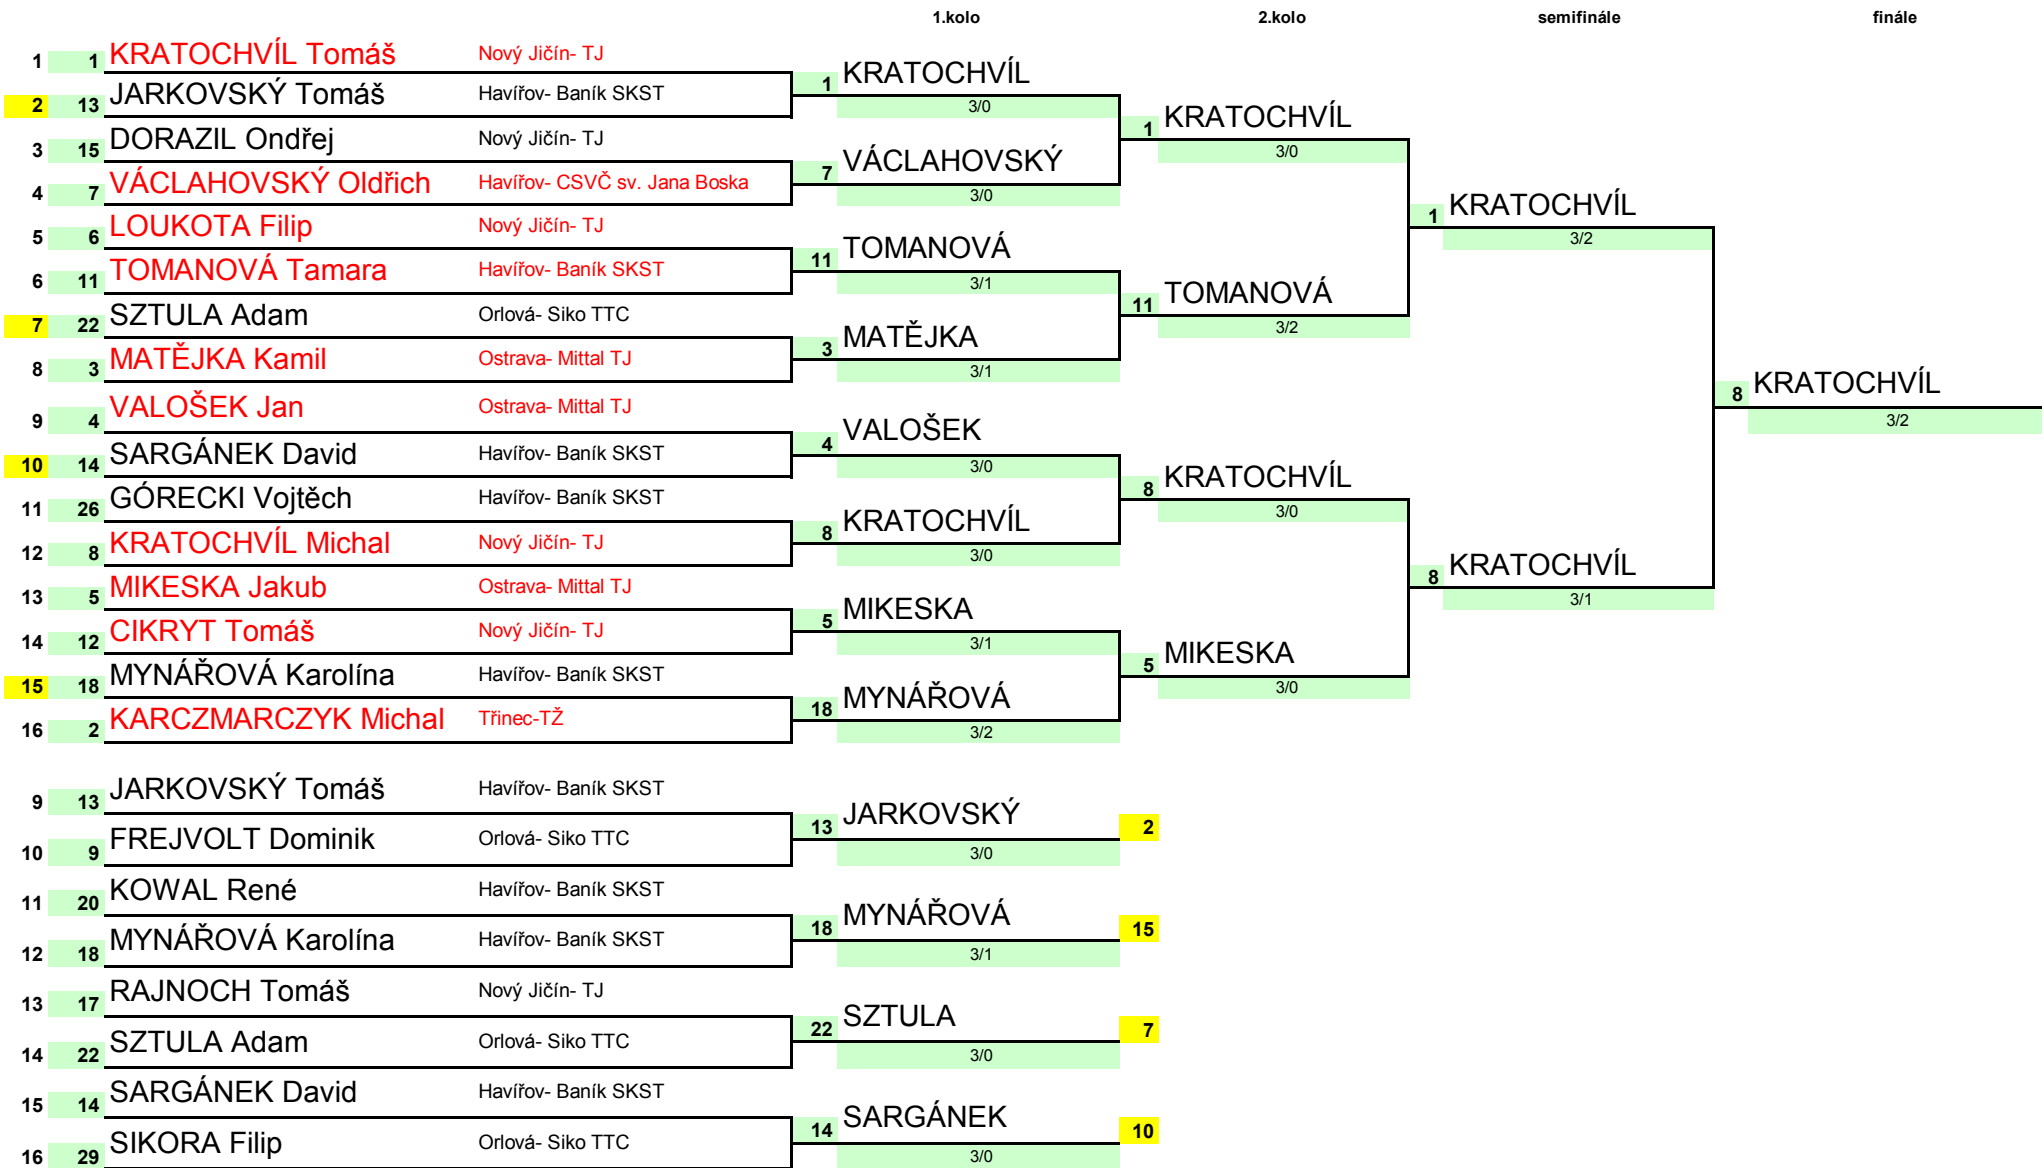 1.kolo 2.kolo semifinále finále
1 1 KRATOCHVÍL Tomáš Nový Jičín- TJ
1 KRATOCHVÍL
2 13 JARKOVSKÝ Tomáš Havířov- Baník SKST
3/0
1 KRATOCHVÍL
3 15 DORAZIL Ondřej Nový Jičín- TJ
3/0
7 VÁCLAHOVSKÝ
4 7 VÁCLAHOVSKÝ Oldřich Havířov- CSVČ sv. Jana Boska
3/0
1 KRATOCHVÍL
5 6 LOUKOTA Filip Nový Jičín- TJ
3/2
11 TOMANOVÁ
6 11 TOMANOVÁ Tamara Havířov- Baník SKST
3/1
11 TOMANOVÁ
7 22 SZTULA Adam Orlová- Siko TTC
3/2
3 MATĚJKA
8 3 MATĚJKA Kamil Ostrava- Mittal TJ
3/1
8 KRATOCHVÍL
9 4 VALOŠEK Jan Ostrava- Mittal TJ
3/2
4 VALOŠEK
10 14 SARGÁNEK David Havířov- Baník SKST
3/0
8 KRATOCHVÍL
11 26 GÓRECKI Vojtěch Havířov- Baník SKST
3/0
8 KRATOCHVÍL
12 8 KRATOCHVÍL Michal Nový Jičín- TJ
3/0
8 KRATOCHVÍL
13 5 MIKESKA Jakub Ostrava- Mittal TJ
3/1
5 MIKESKA
14 12 CIKRYT Tomáš Nový Jičín- TJ
3/1
5 MIKESKA
15 18 MYNÁŘOVÁ Karolína Havířov- Baník SKST
3/0
18 MYNÁŘOVÁ
16 2 KARCZMARCZYK Michal Třinec-TŽ
3/2
9 13 JARKOVSKÝ Tomáš Havířov- Baník SKST
13 JARKOVSKÝ 2
10 9 FREJVOLT Dominik Orlová- Siko TTC
3/0
11 20 KOWAL René Havířov- Baník SKST
18 MYNÁŘOVÁ 15
12 18 MYNÁŘOVÁ Karolína Havířov- Baník SKST
3/1
13 17 RAJNOCH Tomáš Nový Jičín- TJ
22 SZTULA 7
14 22 SZTULA Adam Orlová- Siko TTC
3/0
15 14 SARGÁNEK David Havířov- Baník SKST
14 SARGÁNEK 10
16 29 SIKORA Filip Orlová- Siko TTC
3/0